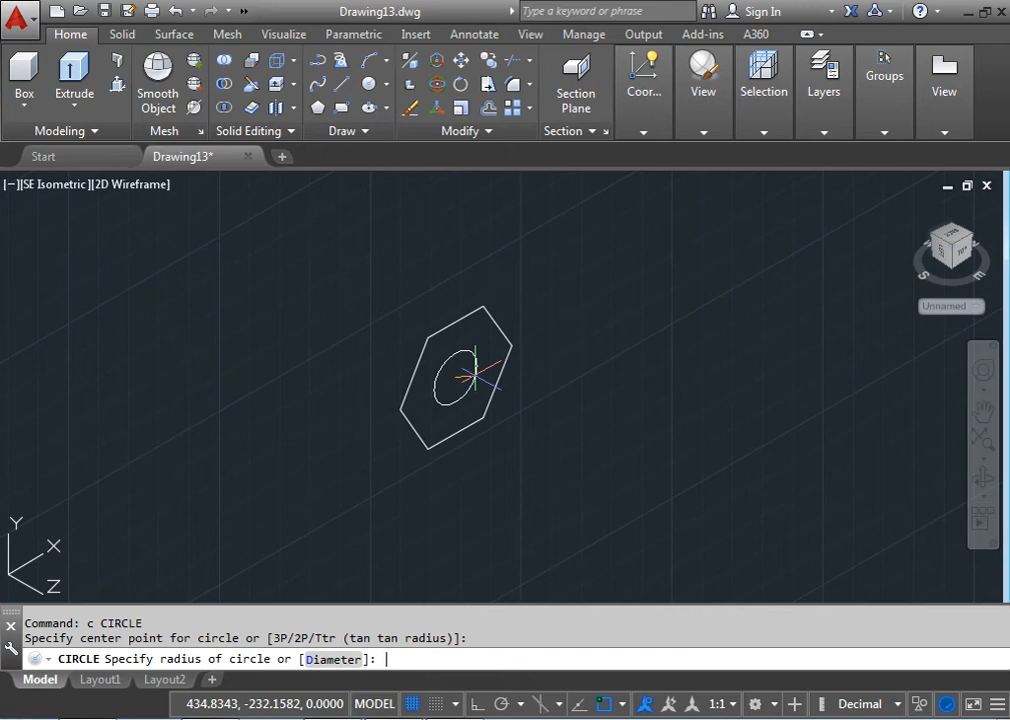 Drawing13.dwg
Type a keyword or phrase
Sign In
Home Solid Surface Mesh Visualize Parametric Insert Annotate View Manage Output Add-ins A360
Box
Extrude
Smooth
Object
Section
Plane
Coor...
View
Selection
Layers
Groups
View
Modeling Mesh Solid Editing Draw Modify Section
Start Drawing13*
[−][SE Isometric][2D Wireframe]
S E
Unnamed
Y
X
Z
Command: c CIRCLE
Specify center point for circle or [3P/2P/Ttr (tan tan radius)]:
CIRCLE Specify radius of circle or [Diameter]:
Model Layout1 Layout2
434.8343, -232.1582, 0.0000 MODEL 1:1 Decimal